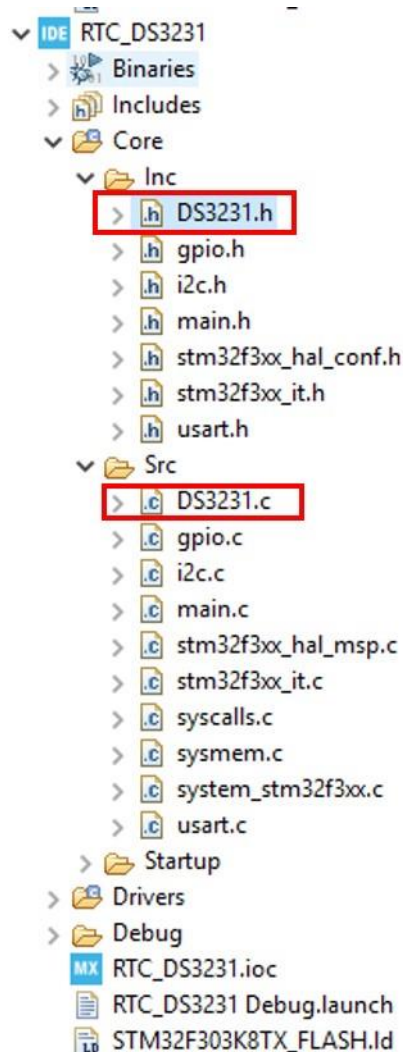 IDE RTC_DS3231
Binaries
Includes
Core
Inc
.h DS3231.h
.h gpio.h
.h i2c.h
.h main.h
.h stm32f3xx_hal_conf.h
.h stm32f3xx_it.h
.h usart.h
Src
.c DS3231.c
.c gpio.c
.c i2c.c
.c main.c
.c stm32f3xx_hal_msp.c
.c stm32f3xx_it.c
.c syscalls.c
.c sysmem.c
.c system_stm32f3xx.c
.c usart.c
Startup
Drivers
Debug
MX RTC_DS3231.ioc
RTC_DS3231 Debug.launch
STM32F303K8TX_FLASH.ld